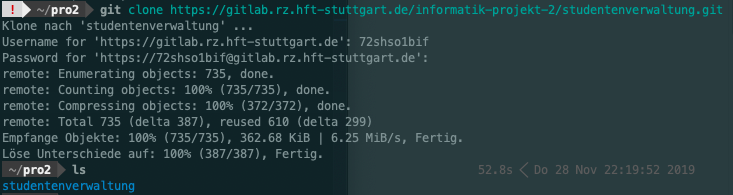 ! ~/pro2 git clone https://gitlab.rz.hft-stuttgart.de/informatik-projekt-2/studentenverwaltung.git
Klone nach 'studentenverwaltung' ...
Username for 'https://gitlab.rz.hft-stuttgart.de': 72shso1bif
Password for 'https://72shso1bif@gitlab.rz.hft-stuttgart.de':
remote: Enumerating objects: 735, done.
remote: Counting objects: 100% (735/735), done.
remote: Compressing objects: 100% (372/372), done.
remote: Total 735 (delta 387), reused 610 (delta 299)
Empfange Objekte: 100% (735/735), 362.68 KiB | 6.25 MiB/s, Fertig.
Löse Unterschiede auf: 100% (387/387), Fertig.
~/pro2 ls 52.8s < Do 28 Nov 22:19:52 2019
studentenverwaltung